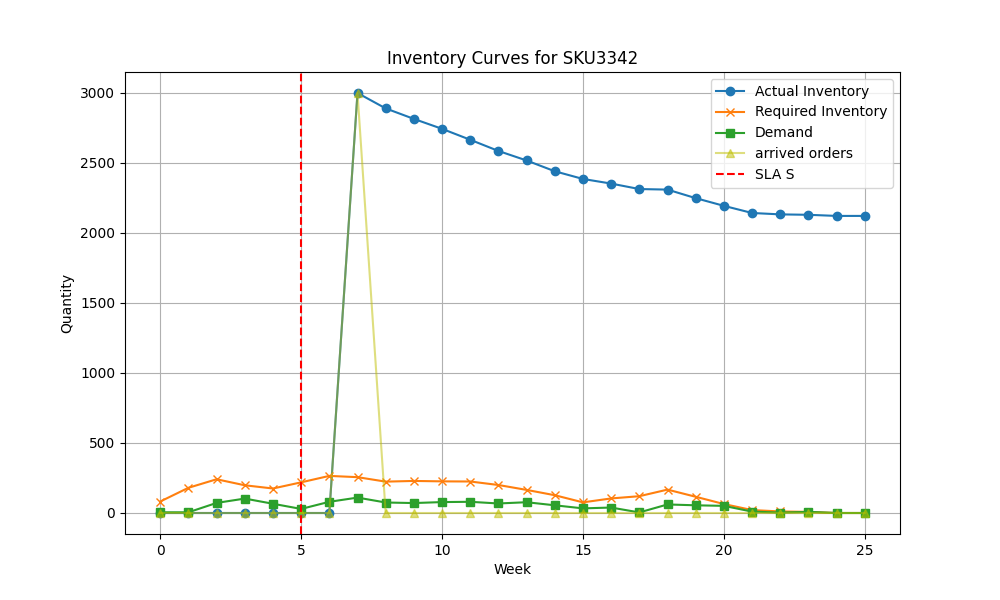 Inventory Curves for SKU3342
Actual Inventory
Required Inventory
Demand
arrived orders
SLA S
Quantity
3000
2500
2000
1500
1000
500
0
0 5 10 15 20 25
Week